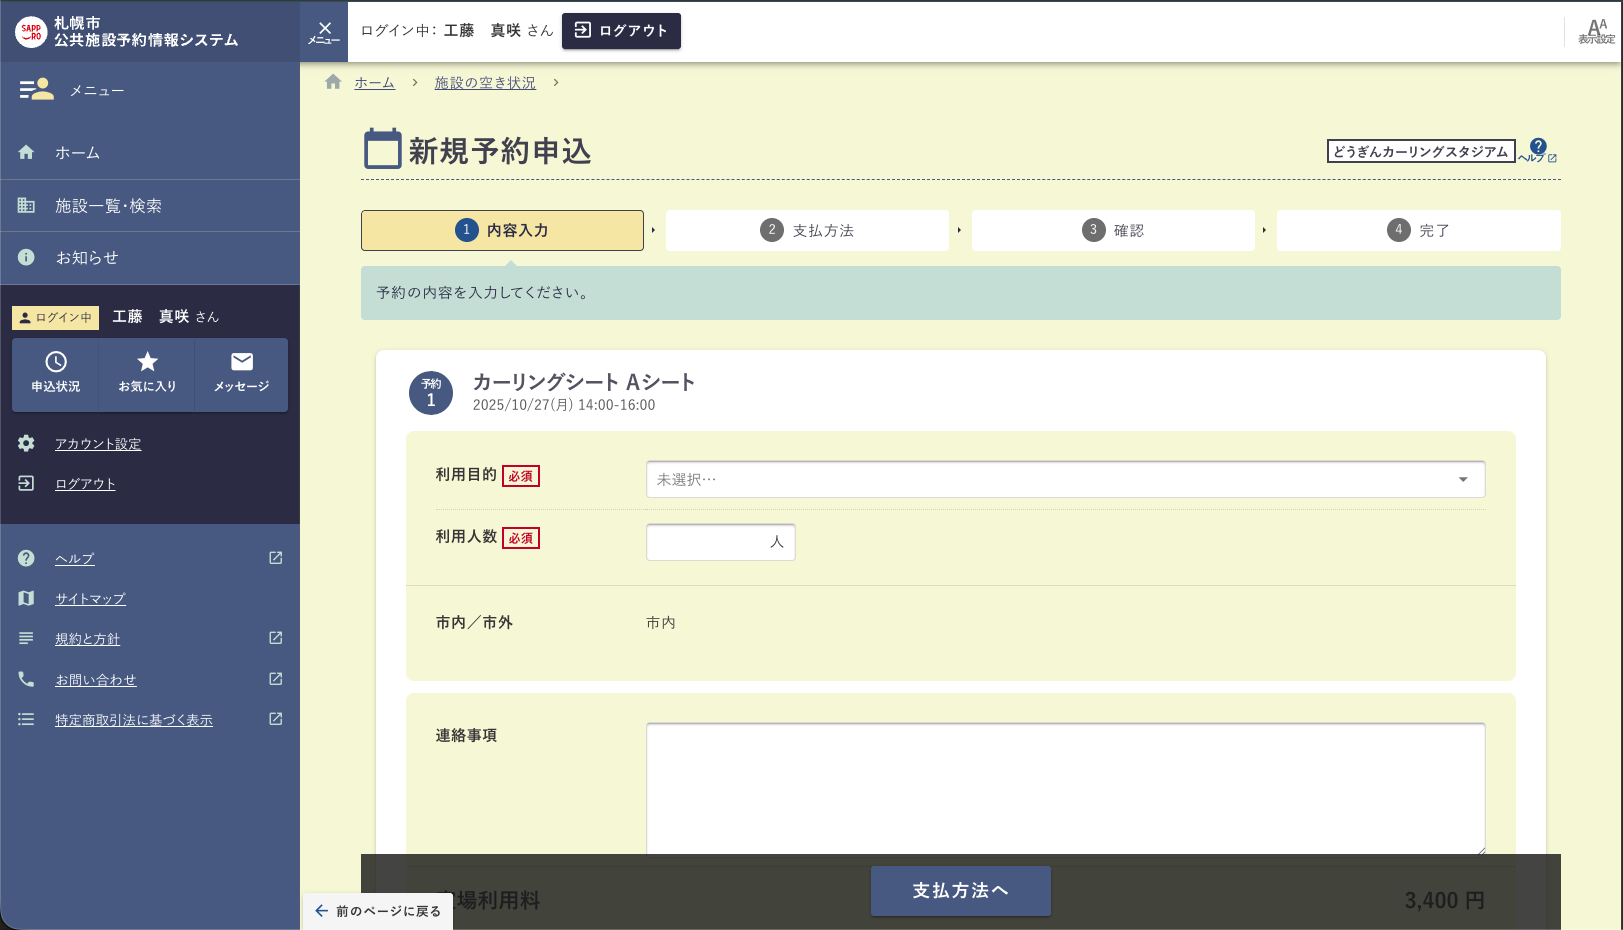 SAPP
RO
札幌市
公共施設予約情報システム
メニュー
ログイン中： 工藤　真咲 さん
ログアウト
AA
表示設定
メニュー
ホーム
施設一覧・検索
お知らせ
ログイン中
工藤　真咲 さん
申込状況
お気に入り
メッセージ
アカウント設定
ログアウト
ヘルプ
サイトマップ
規約と方針
お問い合わせ
特定商取引法に基づく表示
ホーム
施設の空き状況
新規予約申込
どうぎんカーリングスタジアム
ヘルプ
1 内容入力
2 支払方法
3 確認
4 完了
予約の内容を入力してください。
予約
1
カーリングシート Aシート
2025/10/27(月) 14:00-16:00
利用目的 必須
未選択…
利用人数 必須
人
市内／市外
市内
連絡事項
場利用料
3,400 円
支払方法へ
前のページに戻る